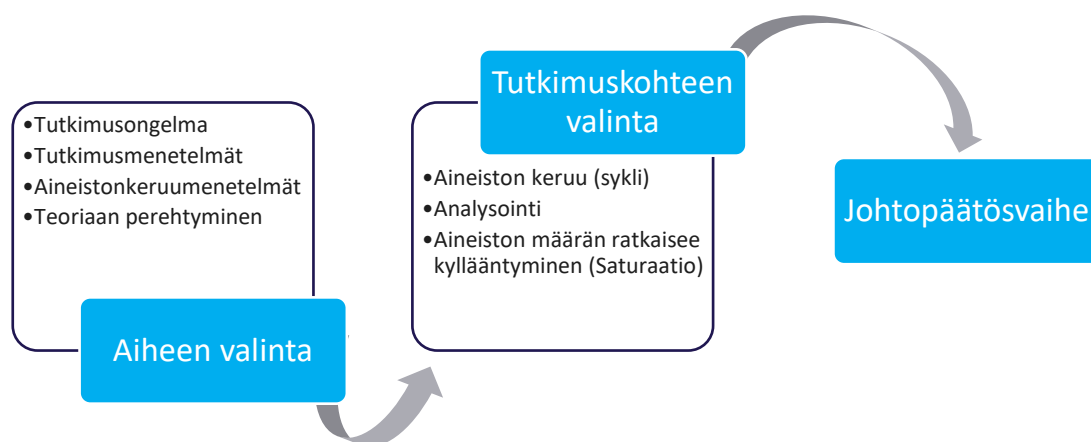 •Tutkimusongelma
•Tutkimusmenetelmät
•Aineistonkeruumenetelmät
•Teoriaan perehtyminen
Aiheen valinta
Tutkimuskohteen
valinta
•Aineiston keruu (sykli)
•Analysointi
•Aineiston määrän ratkaisee
kyllääntyminen (Saturaatio)
Johtopäätösvaihe